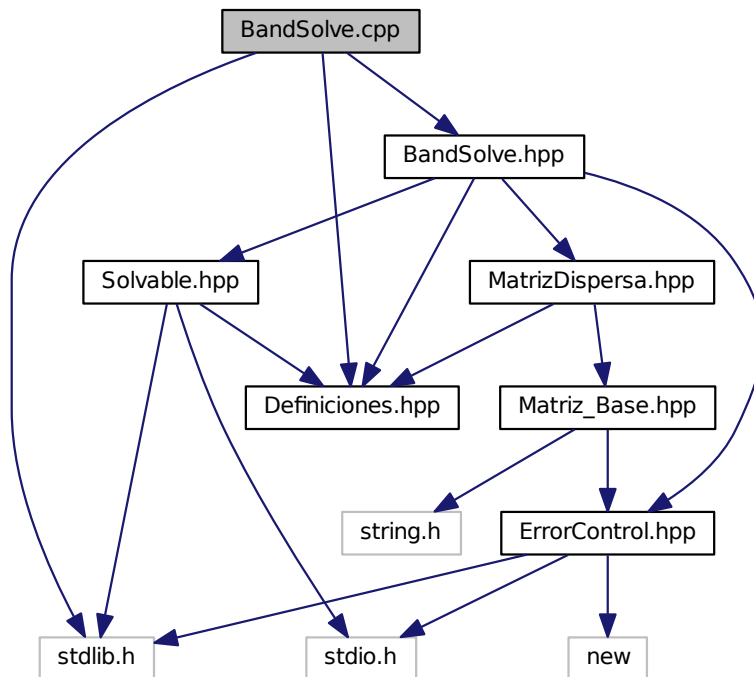 BandSolve.cpp
BandSolve.hpp
Solvable.hpp
MatrizDispersa.hpp
Definiciones.hpp
Matriz_Base.hpp
string.h
ErrorControl.hpp
stdlib.h
stdio.h
new